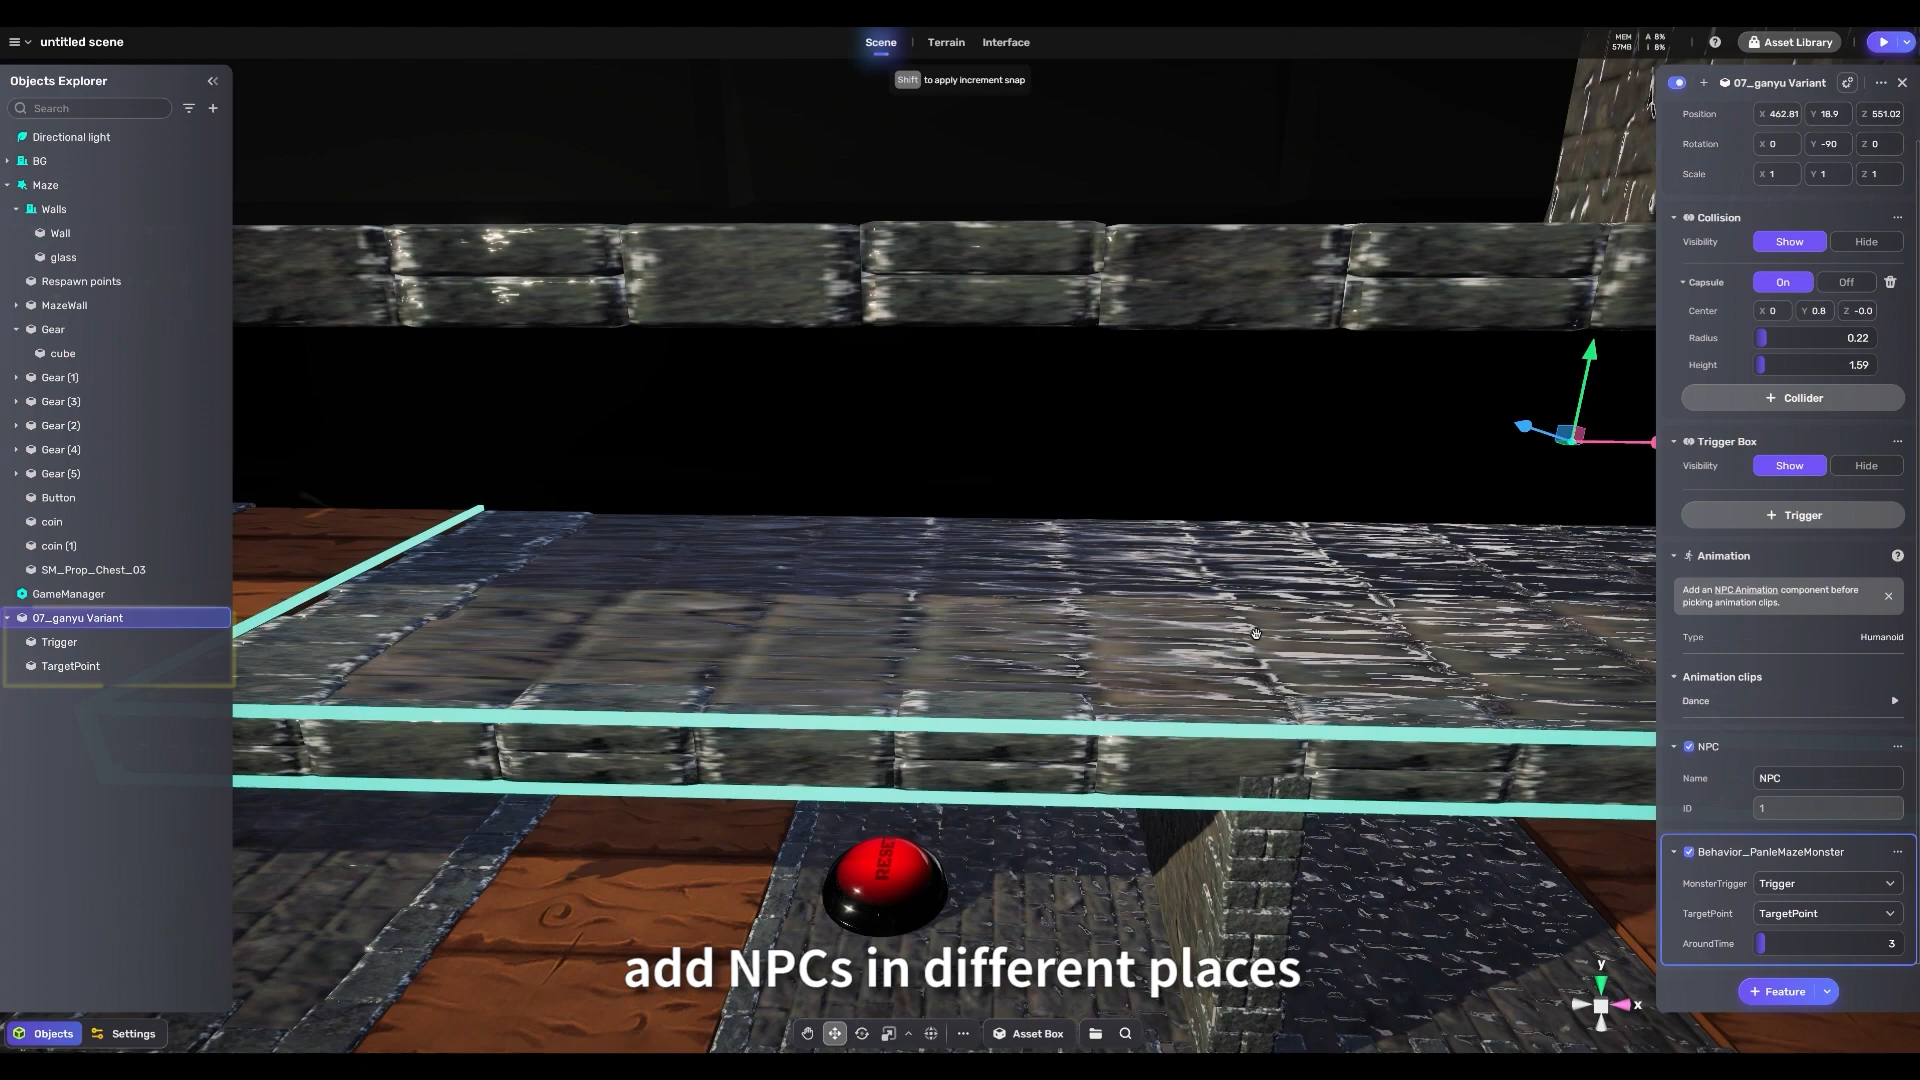 untitled scene
Scene
Terrain
Interface
MEM
57MB
A 8%
I 8%
Asset Library
Shift to apply increment snap
Objects Explorer
Search
Directional light
BG
Maze
Walls
Wall
glass
Respawn points
MazeWall
Gear
cube
Gear (1)
Gear (3)
Gear (2)
Gear (4)
Gear (5)
Button
coin
coin (1)
SM_Prop_Chest_03
GameManager
07_ganyu Variant
Trigger
TargetPoint
Objects
Settings
RESET
add NPCs in different places
Asset Box
y
x
07_ganyu Variant
Position X 462.81 Y 18.9 Z 551.02
Rotation X 0 Y -90 Z 0
Scale X 1 Y 1 Z 1
Collision
Visibility Show Hide
Capsule On Off
Center X 0 Y 0.8 Z -0.0
Radius 0.22
Height 1.59
+ Collider
Trigger Box
Visibility Show Hide
+ Trigger
Animation
Add an NPC Animation component before
picking animation clips.
Type Humanoid
Animation clips
Dance
NPC
Name NPC
ID 1
Behavior_PanleMazeMonster
MonsterTrigger Trigger
TargetPoint TargetPoint
AroundTime 3
+ Feature